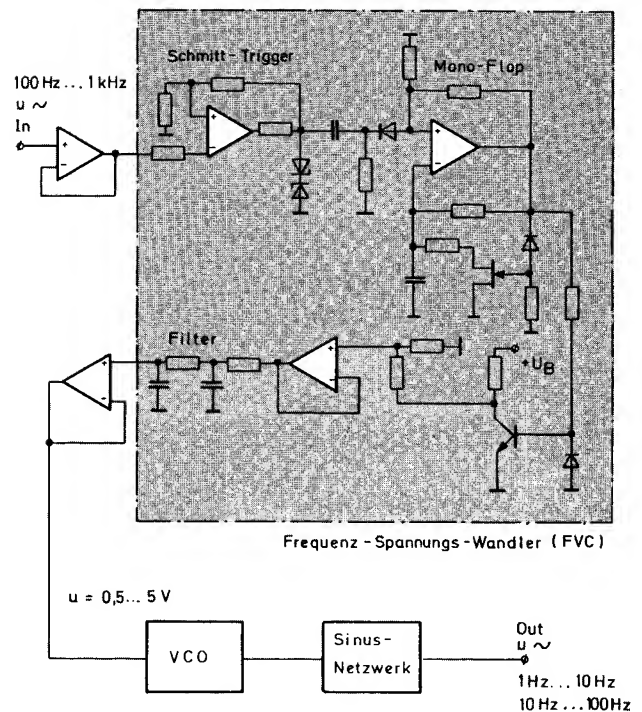 Schmitt-Trigger
Mono-Flop
100 Hz ... 1 kHz
u ~
In
+
-
+
-
+
-
Filter
+
-
+
-
+UB
Frequenz-Spannungs-Wandler (FVC)
u = 0,5... 5 V
VCO
Sinus-
Netzwerk
Out
u ~
1 Hz... 10 Hz
10 Hz ...100 Hz